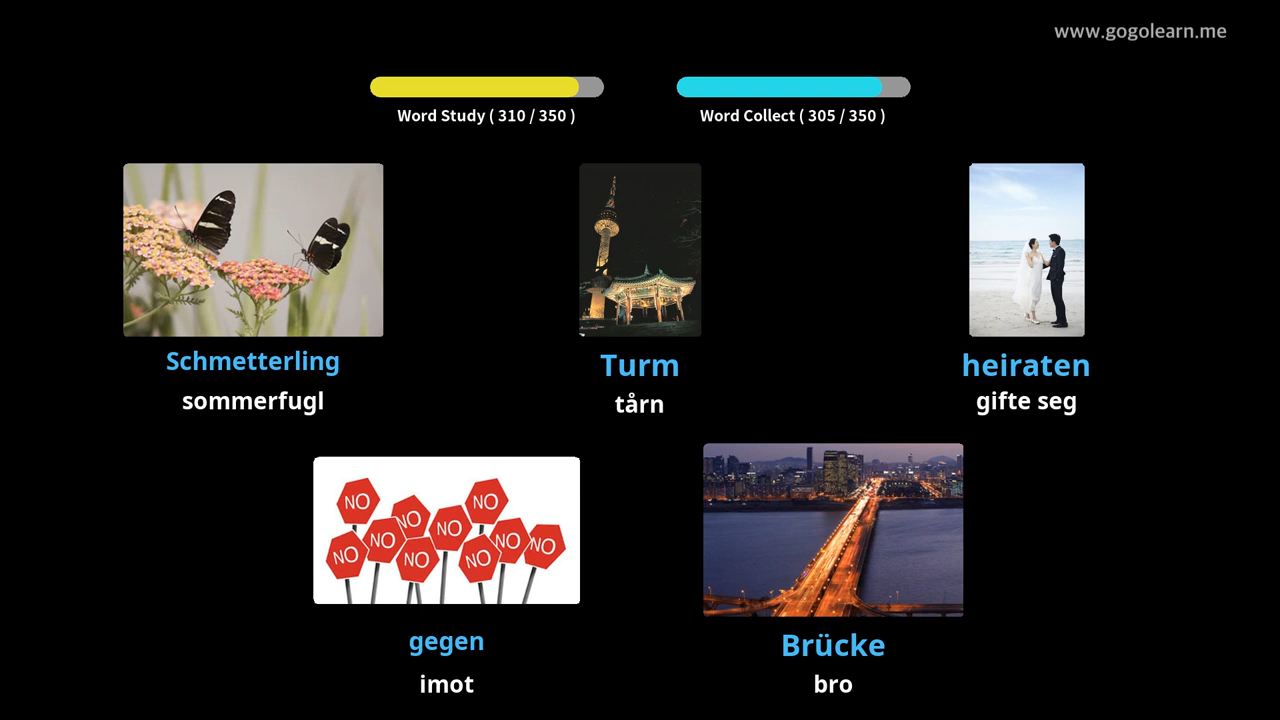 www.gogolearn.me
Word Study ( 310 / 350 )
Word Collect ( 305 / 350 )
Schmetterling
sommerfugl
Turm
tårn
heiraten
gifte seg
NO
NO
NO
NO
NO
NO
NO
NO
NO
NO
gegen
imot
Brücke
bro